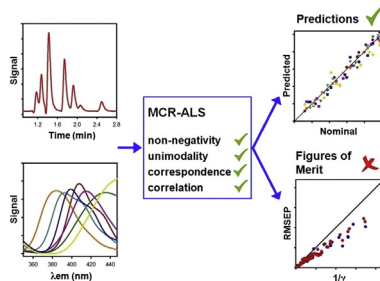 Signal
1.2 1.6 2.0 2.4 2.8
Time (min)
Signal
360 380 400 420 440
λem (nm)
MCR-ALS
non-negativity
unimodality
correspondence
correlation
Predictions
Predicted
Nominal
Figures of
Merit
RMSEP
1/γ